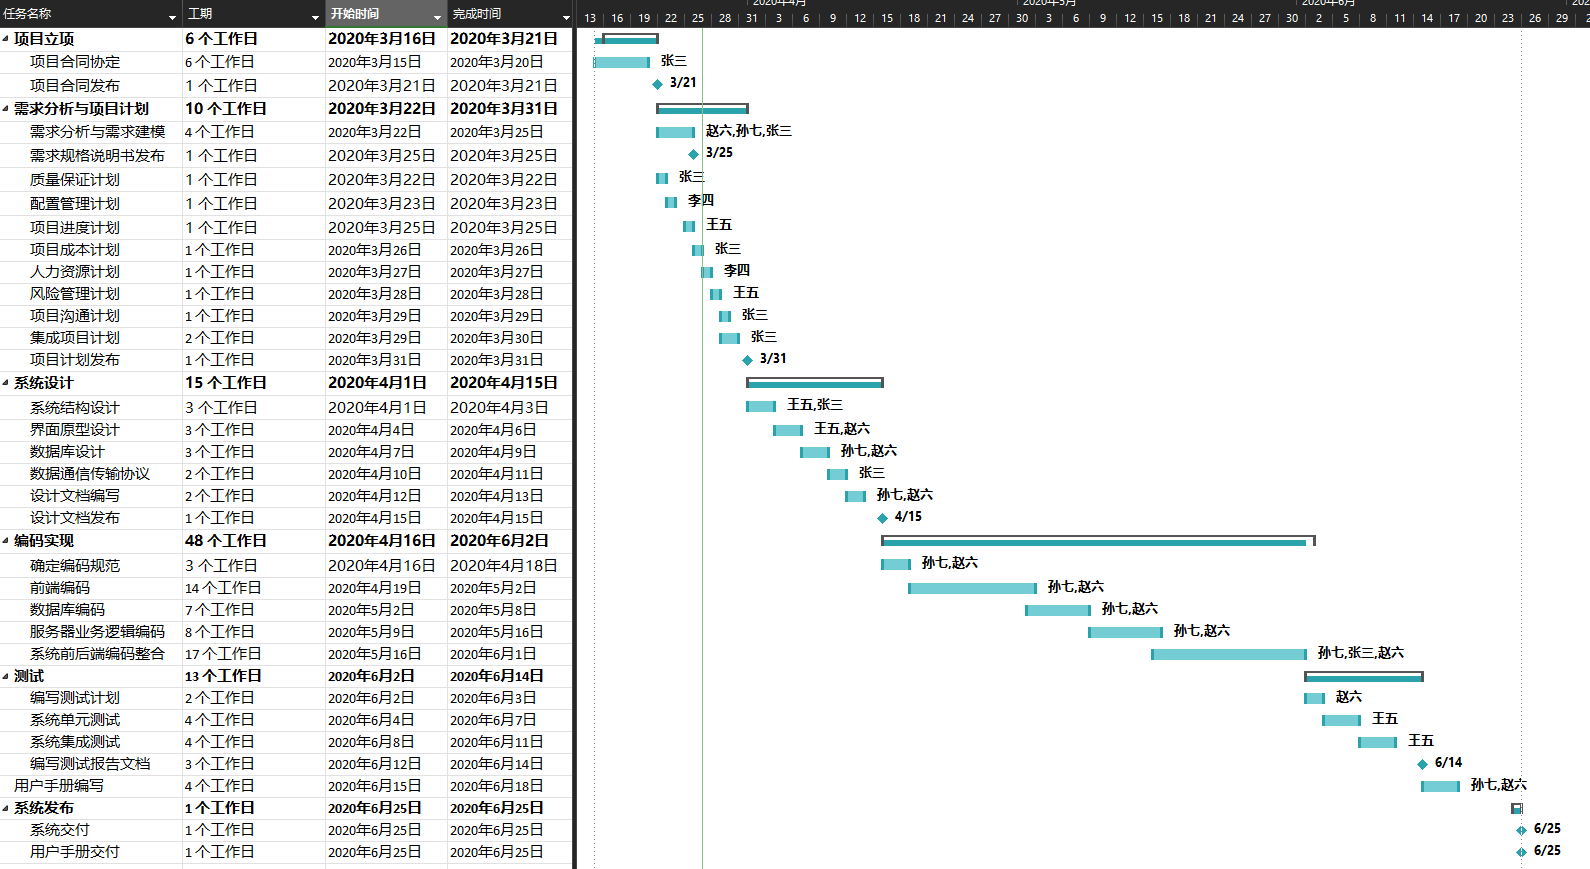 任务名称 工期 开始时间 完成时间
2020年4月 2020年5月 2020年6月
13 16 19 22 25 28 31 3 6 9 12 15 18 21 24 27 30 3 6 9 12 15 18 21 24 27 30 2 5 8 11 14 17 20 23 26 29 2
项目立项 6 个工作日 2020年3月16日 2020年3月21日
项目合同协定 6 个工作日 2020年3月15日 2020年3月20日 张三
项目合同发布 1 个工作日 2020年3月21日 2020年3月21日 3/21
需求分析与项目计划 10 个工作日 2020年3月22日 2020年3月31日
需求分析与需求建模 4 个工作日 2020年3月22日 2020年3月25日 赵六,孙七,张三
需求规格说明书发布 1 个工作日 2020年3月25日 2020年3月25日 3/25
质量保证计划 1 个工作日 2020年3月22日 2020年3月22日 张三
配置管理计划 1 个工作日 2020年3月23日 2020年3月23日 李四
项目进度计划 1 个工作日 2020年3月25日 2020年3月25日 王五
项目成本计划 1 个工作日 2020年3月26日 2020年3月26日 张三
人力资源计划 1 个工作日 2020年3月27日 2020年3月27日 李四
风险管理计划 1 个工作日 2020年3月28日 2020年3月28日 王五
项目沟通计划 1 个工作日 2020年3月29日 2020年3月29日 张三
集成项目计划 2 个工作日 2020年3月29日 2020年3月30日 张三
项目计划发布 1 个工作日 2020年3月31日 2020年3月31日 3/31
系统设计 15 个工作日 2020年4月1日 2020年4月15日
系统结构设计 3 个工作日 2020年4月1日 2020年4月3日 王五,张三
界面原型设计 3 个工作日 2020年4月4日 2020年4月6日 王五,赵六
数据库设计 3 个工作日 2020年4月7日 2020年4月9日 孙七,赵六
数据通信传输协议 2 个工作日 2020年4月10日 2020年4月11日 张三
设计文档编写 2 个工作日 2020年4月12日 2020年4月13日 孙七,赵六
设计文档发布 1 个工作日 2020年4月15日 2020年4月15日 4/15
编码实现 48 个工作日 2020年4月16日 2020年6月2日
确定编码规范 3 个工作日 2020年4月16日 2020年4月18日 孙七,赵六
前端编码 14 个工作日 2020年4月19日 2020年5月2日 孙七,赵六
数据库编码 7 个工作日 2020年5月2日 2020年5月8日 孙七,赵六
服务器业务逻辑编码 8 个工作日 2020年5月9日 2020年5月16日 孙七,赵六
系统前后端编码整合 17 个工作日 2020年5月16日 2020年6月1日 孙七,张三,赵六
测试 13 个工作日 2020年6月2日 2020年6月14日
编写测试计划 2 个工作日 2020年6月2日 2020年6月3日 赵六
系统单元测试 4 个工作日 2020年6月4日 2020年6月7日 王五
系统集成测试 4 个工作日 2020年6月8日 2020年6月11日 王五
编写测试报告文档 3 个工作日 2020年6月12日 2020年6月14日 6/14
用户手册编写 4 个工作日 2020年6月15日 2020年6月18日 孙七,赵六
系统发布 1 个工作日 2020年6月25日 2020年6月25日
系统交付 1 个工作日 2020年6月25日 2020年6月25日 6/25
用户手册交付 1 个工作日 2020年6月25日 2020年6月25日 6/25